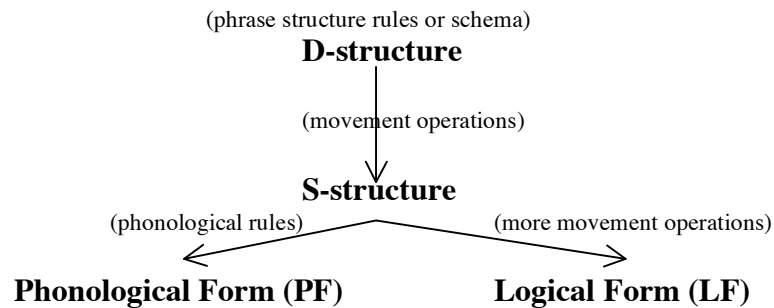 (phrase structure rules or schema)
D-structure
(movement operations)
S-structure
(phonological rules)
(more movement operations)
Phonological Form (PF)
Logical Form (LF)